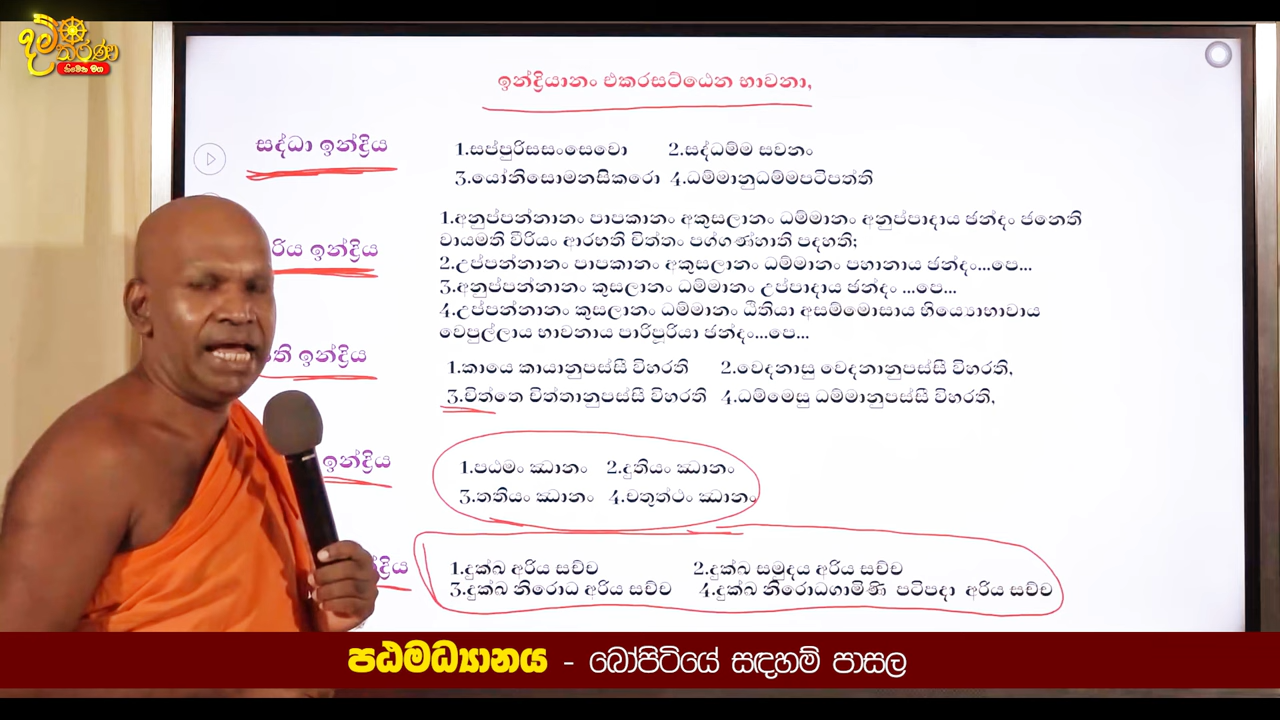 දම් තරණ
නිමේන මග
ඉන්ද්‍රියානං එකරසට්ඨෙන භාවනා,
සද්ධා ඉන්ද්‍රිය
1.සප්පුරිසසංසෙවො 2.සද්ධම්ම සවනං
3.යෝනිසොමනසිකරො 4.ධම්මානුධම්මපටිපත්ති
රිය ඉන්ද්‍රිය
1.අනුප්පන්නානං පාපකානං අකුසලානං ධම්මානං අනුප්පාදාය ඡන්දං ජනෙති
වායමති වීරියං ආරභති චිත්තං පග්ගණ්හාති පදහති;
2.උප්පන්නානං පාපකානං අකුසලානං ධම්මානං පහානාය ඡන්දං...පෙ...
3.අනුප්පන්නානං කුසලානං ධම්මානං උප්පාදාය ඡන්දං ...පෙ...
4.උප්පන්නානං කුසලානං ධම්මානං ඨිතියා අසම්මොසාය භිය්‍යොභාවාය
වෙපුල්ලාය භාවනාය පාරිපූරියා ඡන්දං...පෙ...
ති ඉන්ද්‍රිය
1.කායෙ කායානුපස්සී විහරති 2.වෙදනාසු වෙදනානුපස්සී විහරති,
3.චිත්තෙ චිත්තානුපස්සී විහරති 4.ධම්මෙසු ධම්මානුපස්සී විහරති,
ඉන්ද්‍රිය
1.පඨමං ඣානං 2.දුතියං ඣානං
3.තතියං ඣානං 4.චතුත්ථං ඣානං
න්ද්‍රිය
1.දුක්ඛ අරිය සච්ච 2.දුක්ඛ සමුදය අරිය සච්ච
3.දුක්ඛ නිරොධ අරිය සච්ච 4.දුක්ඛ නිරොධගාමිණි පටිපදා අරිය සච්ච
පඨමධ්‍යානය - බෝපිටියේ සඳහම් පාසල